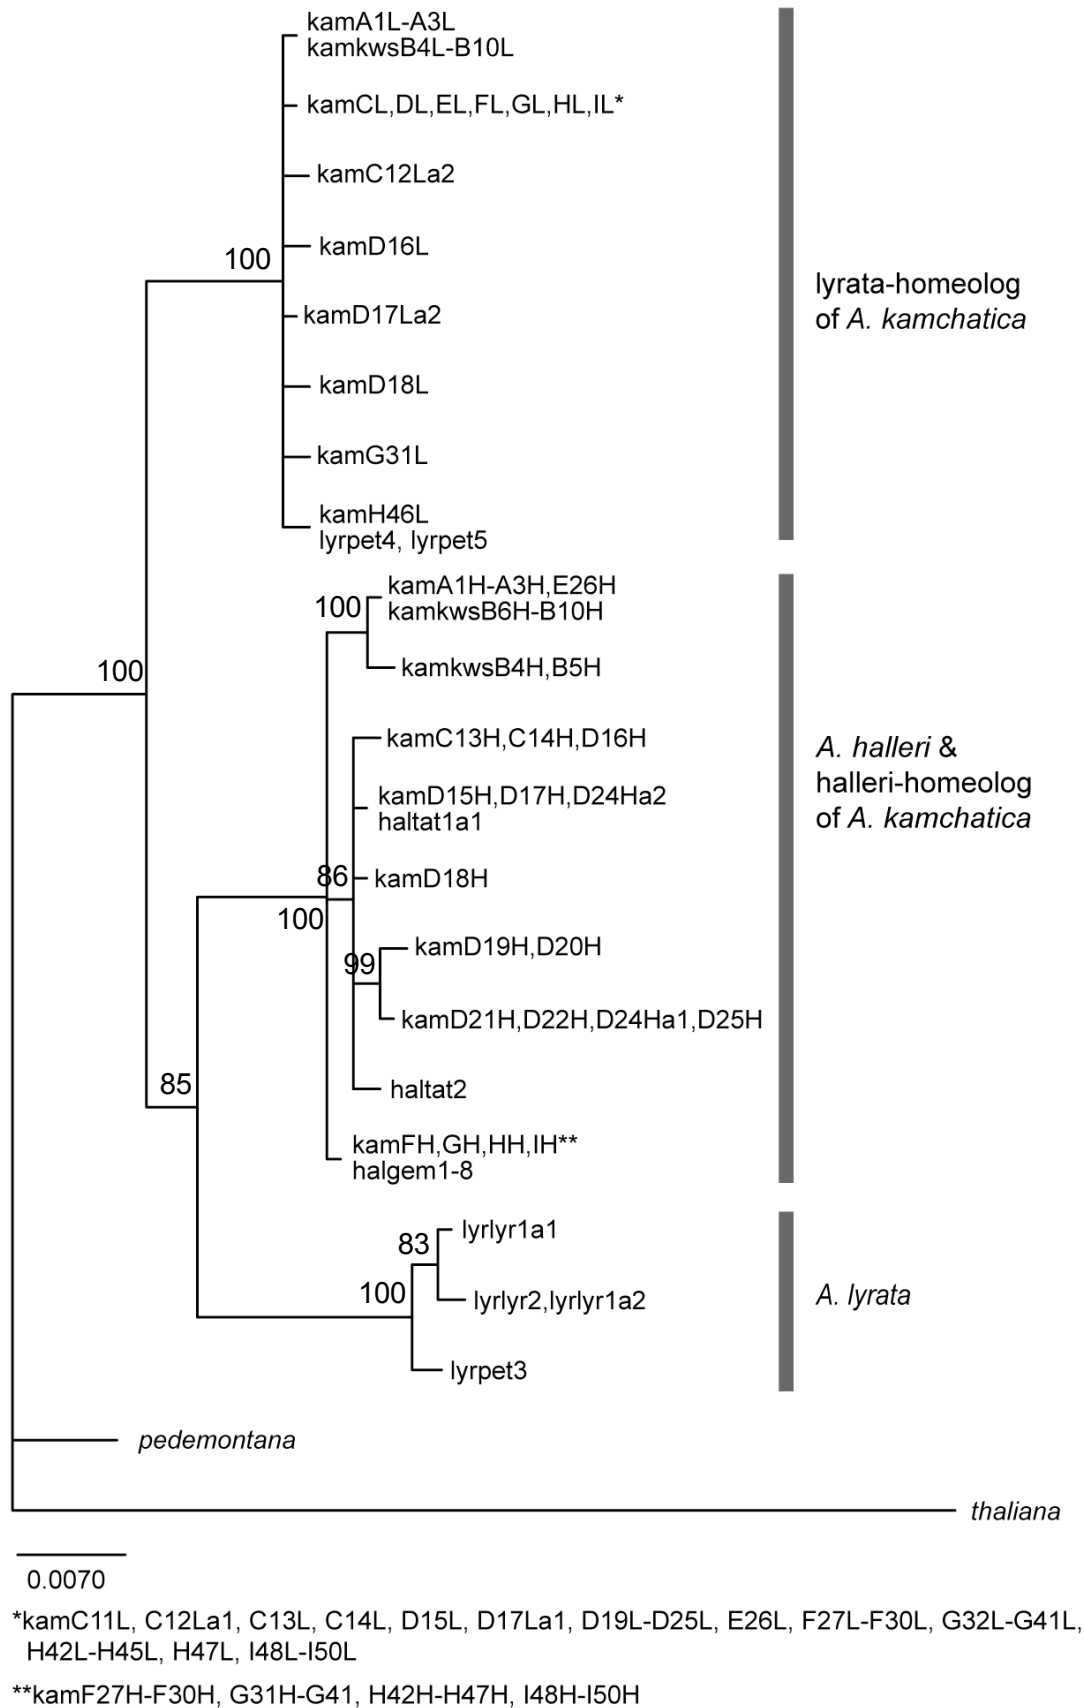 kamA1L-A3L
kamkwsB4L-B10L
kamCL,DL,EL,FL,GL,HL,IL*
kamC12La2
100
kamD16L
lyrata-homeolog
of A. kamchatica
kamD17La2
kamD18L
kamG31L
kamH46L
lyrpet4, lyrpet5
kamA1H-A3H,E26H
100
kamkwsB6H-B10H
kamkwsB4H,B5H
100
kamC13H,C14H,D16H
A. halleri &
halleri-homeolog
of A. kamchatica
kamD15H,D17H,D24Ha2
haltat1a1
86
kamD18H
100
kamD19H,D20H
99
kamD21H,D22H,D24Ha1,D25H
85
haltat2
kamFH,GH,HH,IH**
halgem1-8
lyrlyr1a1
83
100
lyrlyr2,lyrlyr1a2
A. lyrata
lyrpet3
pedemontana
thaliana
0.0070
*kamC11L, C12La1, C13L, C14L, D15L, D17La1, D19L-D25L, E26L, F27L-F30L, G32L-G41L,
H42L-H45L, H47L, I48L-I50L
**kamF27H-F30H, G31H-G41, H42H-H47H, I48H-I50H